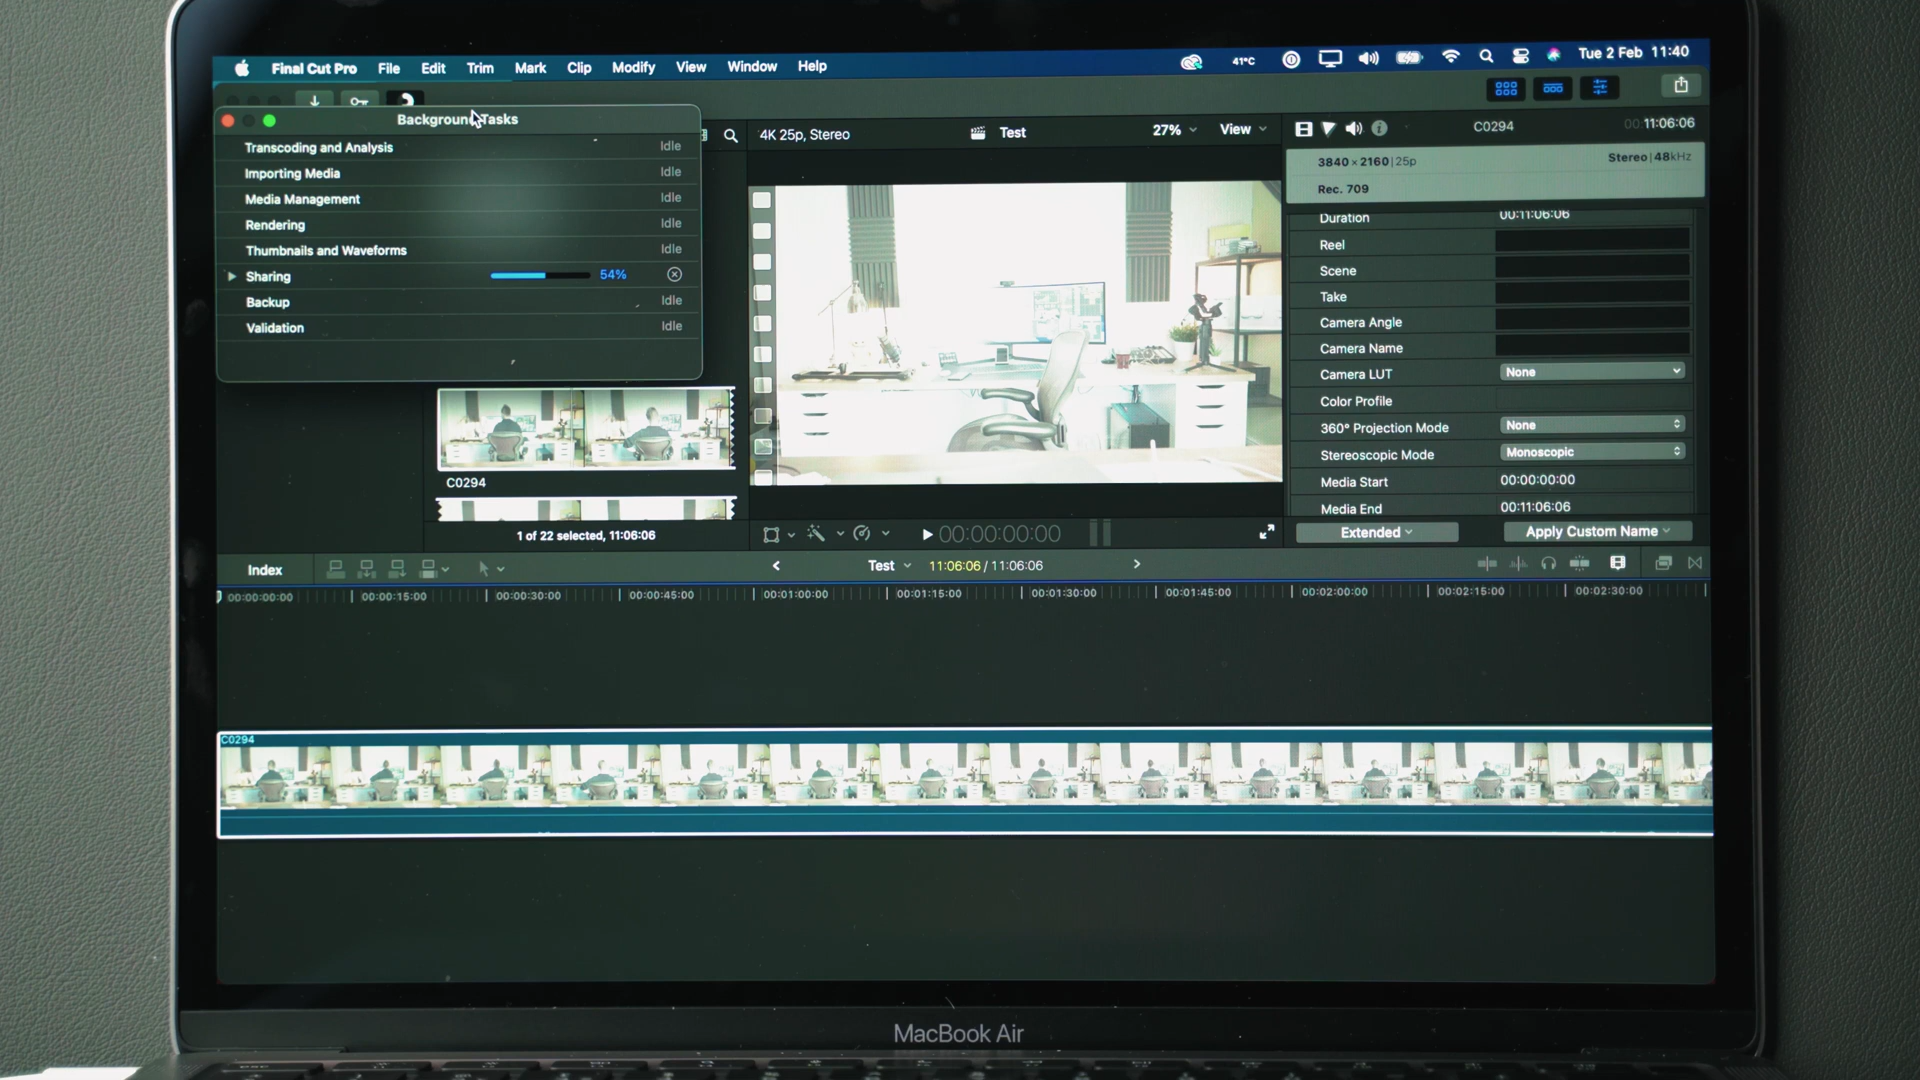 Final Cut Pro File Edit Trim Mark Clip Modify View Window Help 41°C Tue 2 Feb 11:40
Background Tasks
Transcoding and Analysis Idle
Importing Media Idle
Media Management Idle
Rendering Idle
Thumbnails and Waveforms Idle
Sharing 54%
Backup Idle
Validation Idle
C0294
1 of 22 selected, 11:06:06
4K 25p, Stereo Test 27% View
00:00:00:00
C0294 00:11:06:06
3840 × 2160 | 25p Stereo | 48kHz
Rec. 709
Duration 00:11:06:06
Reel
Scene
Take
Camera Angle
Camera Name
Camera LUT None
Color Profile
360° Projection Mode None
Stereoscopic Mode Monoscopic
Media Start 00:00:00:00
Media End 00:11:06:06
Extended Apply Custom Name
Index Test 11:06:06 / 11:06:06
00:00:00:00 00:00:15:00 00:00:30:00 00:00:45:00 00:01:00:00 00:01:15:00 00:01:30:00 00:01:45:00 00:02:00:00 00:02:15:00 00:02:30:00
C0294
MacBook Air